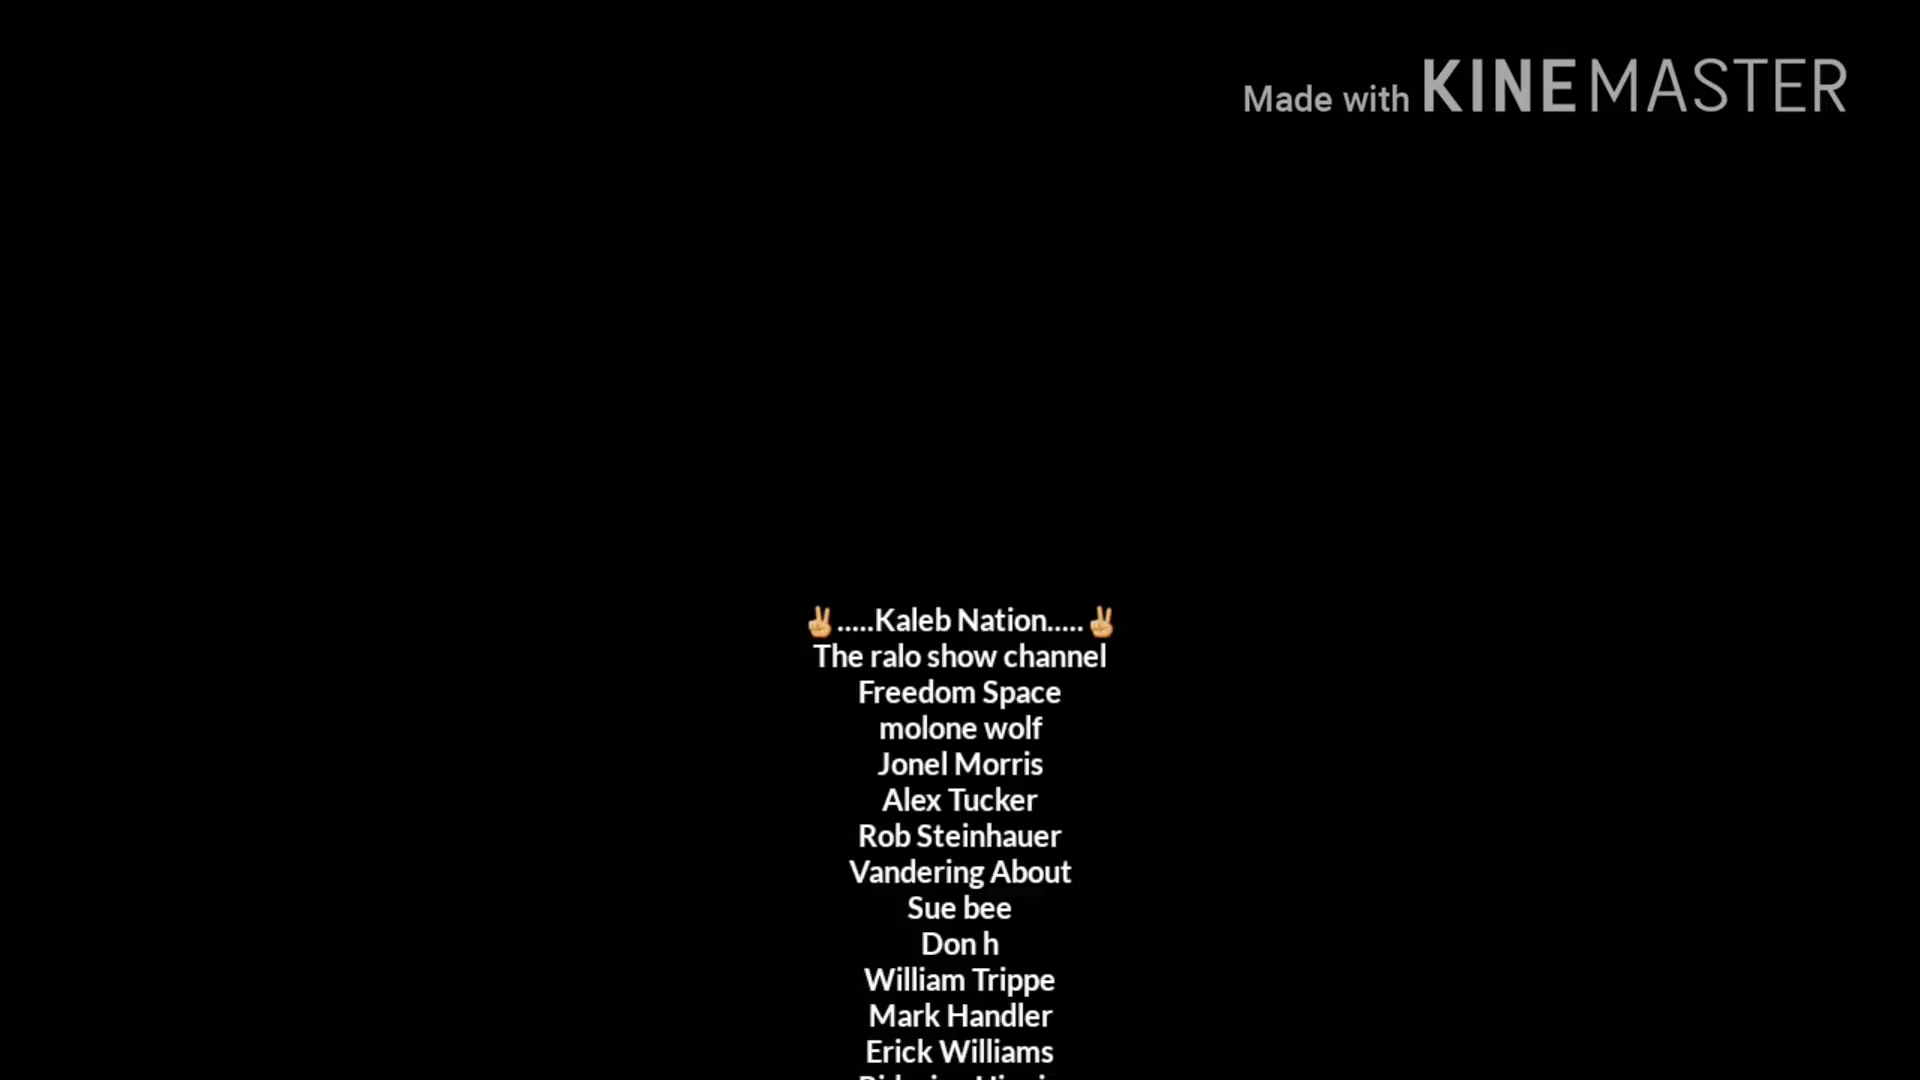 Made with KINEMASTER
✌.....Kaleb Nation.....✌
The ralo show channel
Freedom Space
molone wolf
Jonel Morris
Alex Tucker
Rob Steinhauer
Vandering About
Sue bee
Don h
William Trippe
Mark Handler
Erick Williams